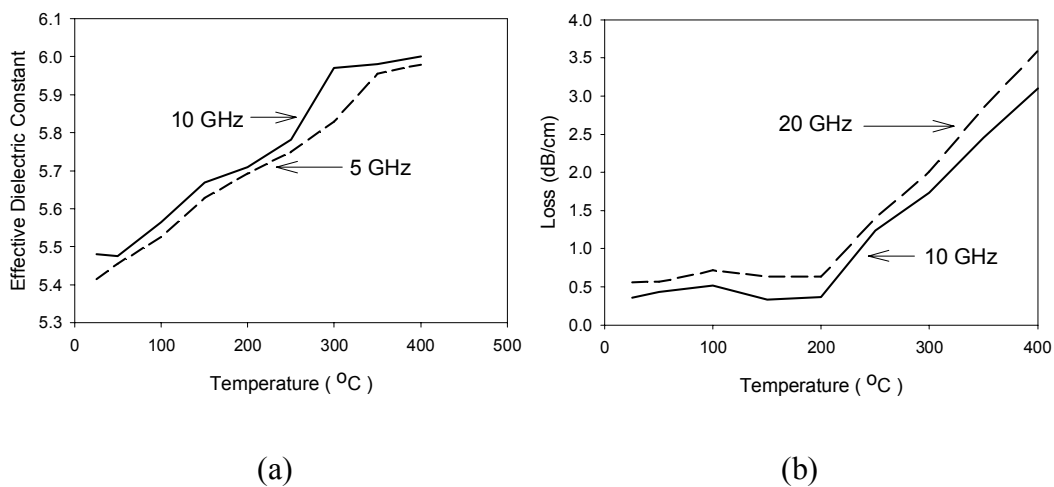 6.1
6.0
5.9
5.8
5.7
5.6
5.5
5.4
5.3
Effective Dielectric Constant
10 GHz
5 GHz
0 100 200 300 400 500
Temperature ( ºC )
(a)
4.0
3.5
3.0
2.5
2.0
1.5
1.0
0.5
0.0
Loss (dB/cm)
20 GHz
10 GHz
0 100 200 300 400
Temperature ( ºC )
(b)